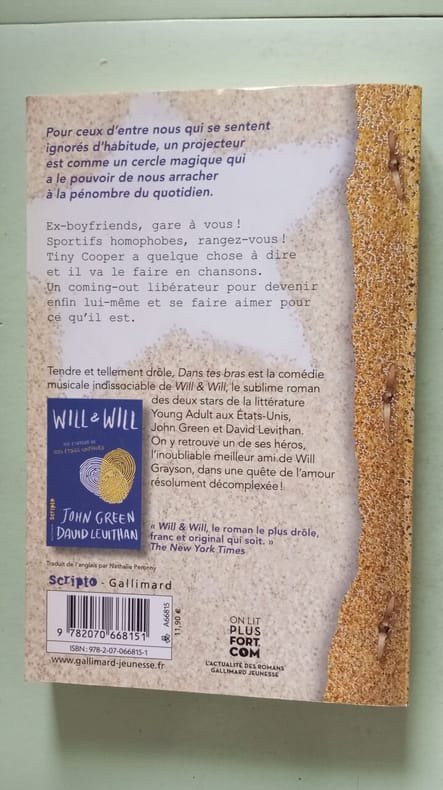 Pour ceux d'entre nous qui se sentent
ignorés d'habitude, un projecteur
est comme un cercle magique qui
a le pouvoir de nous arracher
à la pénombre du quotidien.
Ex-boyfriends, gare à vous !
Sportifs homophobes, rangez-vous !
Tiny Cooper a quelque chose à dire
et il va le faire en chansons.
Un coming-out libérateur pour devenir
enfin lui-même et se faire aimer pour
ce qu'il est.
Tendre et tellement drôle, Dans tes bras est la comédie
musicale indissociable de Will & Will, le sublime roman
des deux stars de la littérature
Young Adult aux États-Unis,
John Green et David Levithan.
On y retrouve un de ses héros,
l'inoubliable meilleur ami de Will
Grayson, dans une quête de l'amour
résolument décomplexée !
WILL & WILL
JOHN GREEN
DAVID LEVITHAN
scripto
« Will & Will, le roman le plus drôle,
franc et original qui soit. »
The New York Times
Traduit de l'anglais par Nathalie Peronny
scripto - Gallimard
9 782070 668151
A66815
11,90 €
ISBN : 978-2-07-066815-1
www.gallimard-jeunesse.fr
ON LIT
PLUS
FORT.
COM
L'ACTUALITÉ DES ROMANS
GALLIMARD JEUNESSE